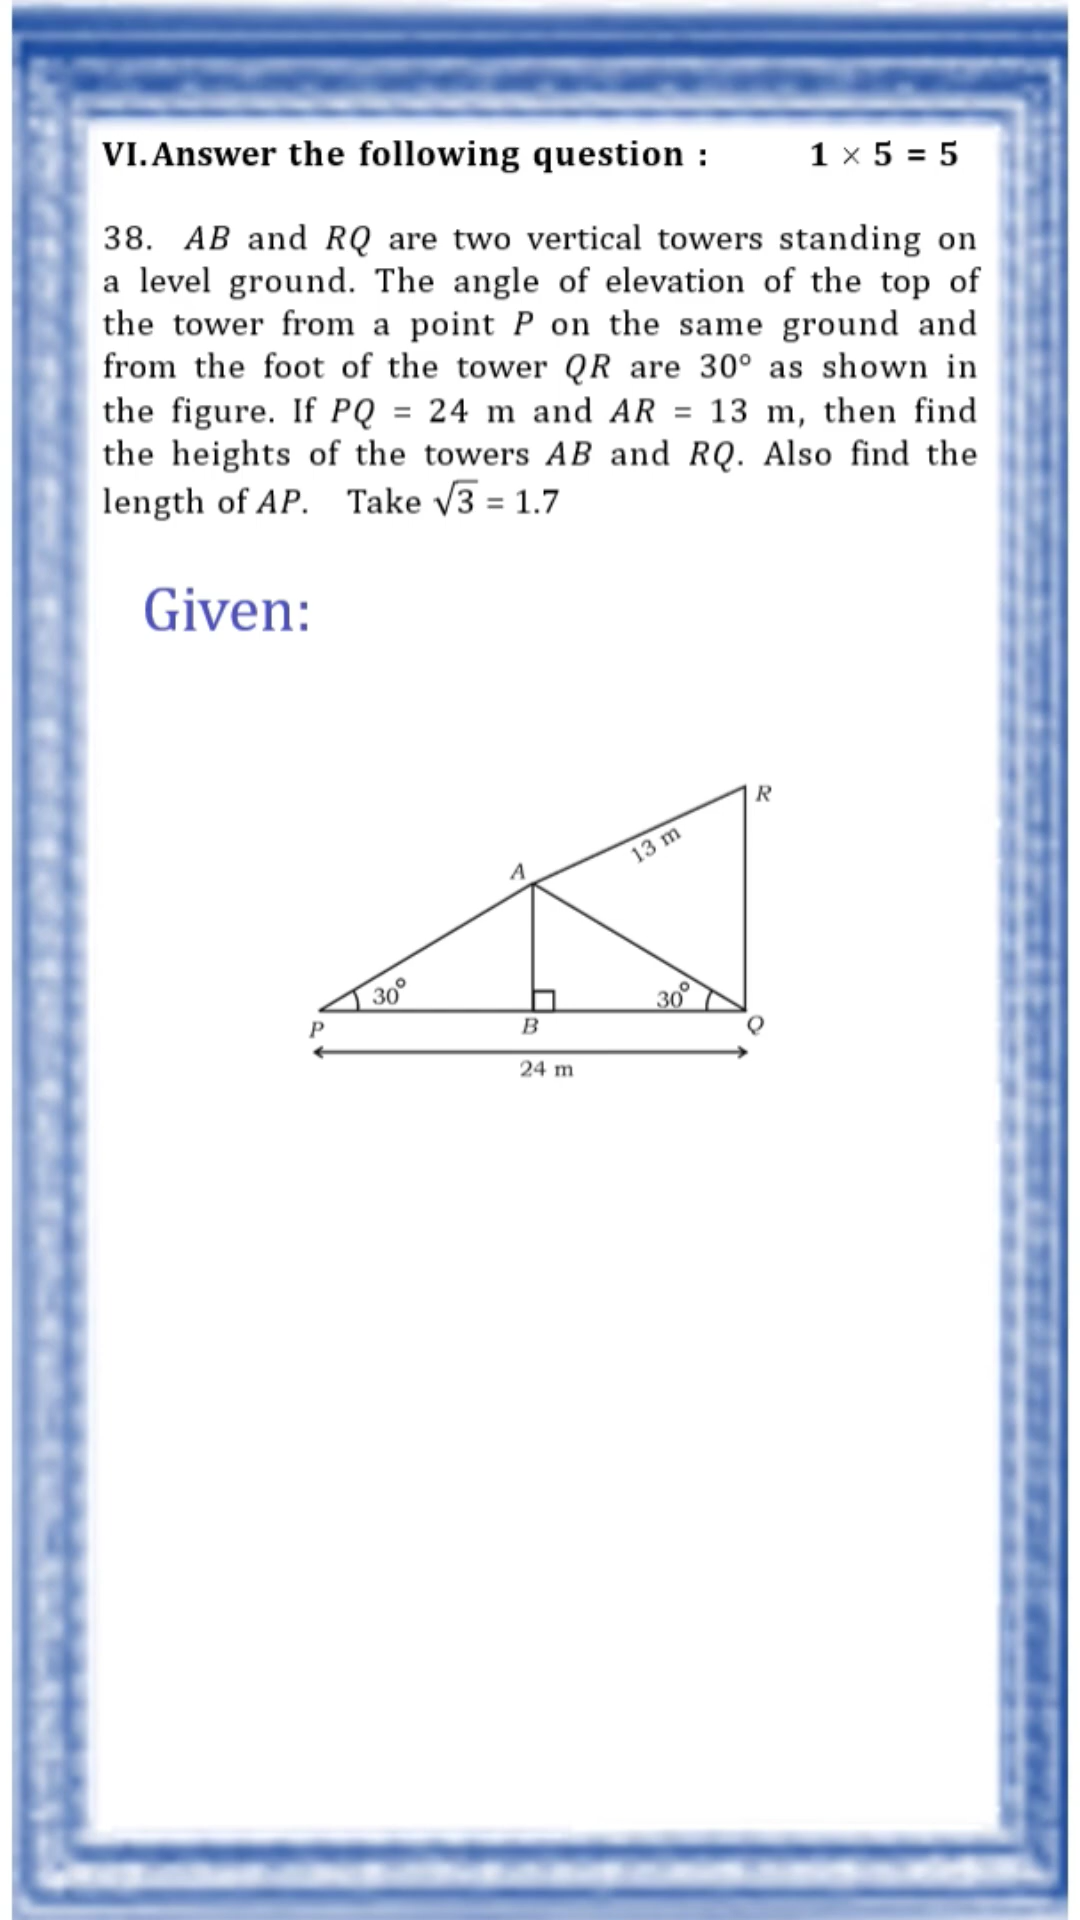 VI.Answer the following question : 1 × 5 = 5
38. AB and RQ are two vertical towers standing on
a level ground. The angle of elevation of the top of
the tower from a point P on the same ground and
from the foot of the tower QR are 30° as shown in
the figure. If PQ = 24 m and AR = 13 m, then find
the heights of the towers AB and RQ. Also find the
length of AP. Take √3 = 1.7
Given:
R
13 m
A
30°
30°
P
B
Q
24 m